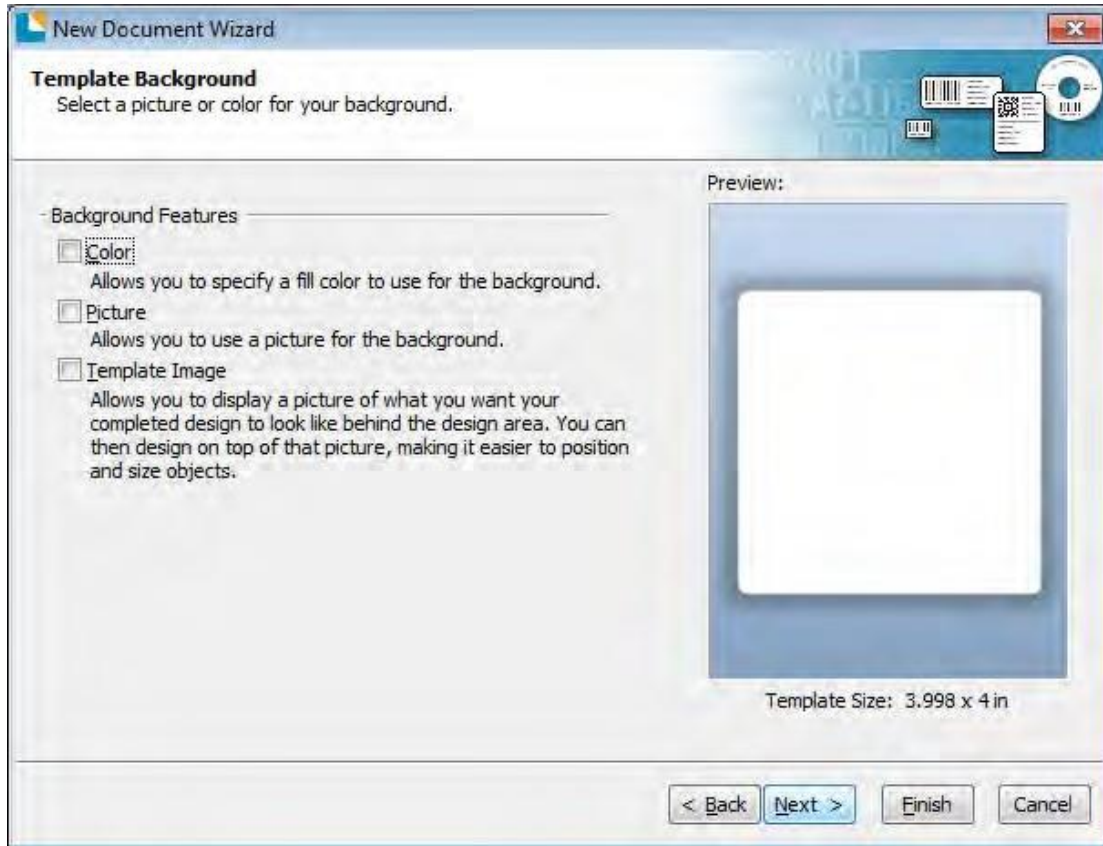 New Document Wizard
Template Background
Select a picture or color for your background.
Preview:
Background Features
Color
Allows you to specify a fill color to use for the background.
Picture
Allows you to use a picture for the background.
Template Image
Allows you to display a picture of what you want your
completed design to look like behind the design area. You can
then design on top of that picture, making it easier to position
and size objects.
Template Size: 3.998 x 4 in
< Back
Next >
Finish
Cancel